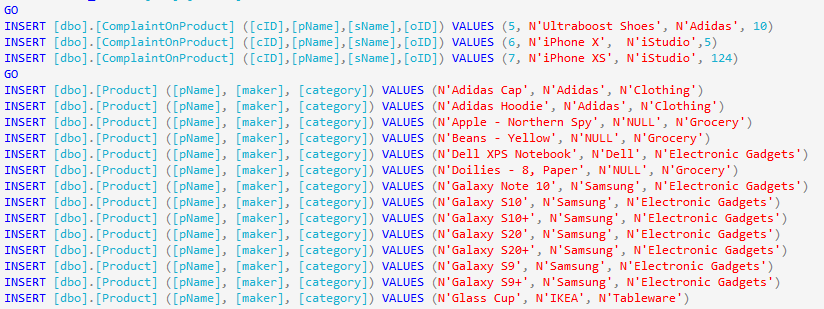 GO
INSERT [dbo].[ComplaintOnProduct] ([cID],[pName],[sName],[oID]) VALUES (5, N'Ultraboost Shoes', N'Adidas', 10)
INSERT [dbo].[ComplaintOnProduct] ([cID],[pName],[sName],[oID]) VALUES (6, N'iPhone X',  N'iStudio',5)
INSERT [dbo].[ComplaintOnProduct] ([cID],[pName],[sName],[oID]) VALUES (7, N'iPhone XS', N'iStudio', 124)
GO
INSERT [dbo].[Product] ([pName], [maker], [category]) VALUES (N'Adidas Cap', N'Adidas', N'Clothing')
INSERT [dbo].[Product] ([pName], [maker], [category]) VALUES (N'Adidas Hoodie', N'Adidas', N'Clothing')
INSERT [dbo].[Product] ([pName], [maker], [category]) VALUES (N'Apple - Northern Spy', N'NULL', N'Grocery')
INSERT [dbo].[Product] ([pName], [maker], [category]) VALUES (N'Beans - Yellow', N'NULL', N'Grocery')
INSERT [dbo].[Product] ([pName], [maker], [category]) VALUES (N'Dell XPS Notebook', N'Dell', N'Electronic Gadgets')
INSERT [dbo].[Product] ([pName], [maker], [category]) VALUES (N'Doilies - 8, Paper', N'NULL', N'Grocery')
INSERT [dbo].[Product] ([pName], [maker], [category]) VALUES (N'Galaxy Note 10', N'Samsung', N'Electronic Gadgets')
INSERT [dbo].[Product] ([pName], [maker], [category]) VALUES (N'Galaxy S10', N'Samsung', N'Electronic Gadgets')
INSERT [dbo].[Product] ([pName], [maker], [category]) VALUES (N'Galaxy S10+', N'Samsung', N'Electronic Gadgets')
INSERT [dbo].[Product] ([pName], [maker], [category]) VALUES (N'Galaxy S20', N'Samsung', N'Electronic Gadgets')
INSERT [dbo].[Product] ([pName], [maker], [category]) VALUES (N'Galaxy S20+', N'Samsung', N'Electronic Gadgets')
INSERT [dbo].[Product] ([pName], [maker], [category]) VALUES (N'Galaxy S9', N'Samsung', N'Electronic Gadgets')
INSERT [dbo].[Product] ([pName], [maker], [category]) VALUES (N'Galaxy S9+', N'Samsung', N'Electronic Gadgets')
INSERT [dbo].[Product] ([pName], [maker], [category]) VALUES (N'Glass Cup', N'IKEA', N'Tableware')